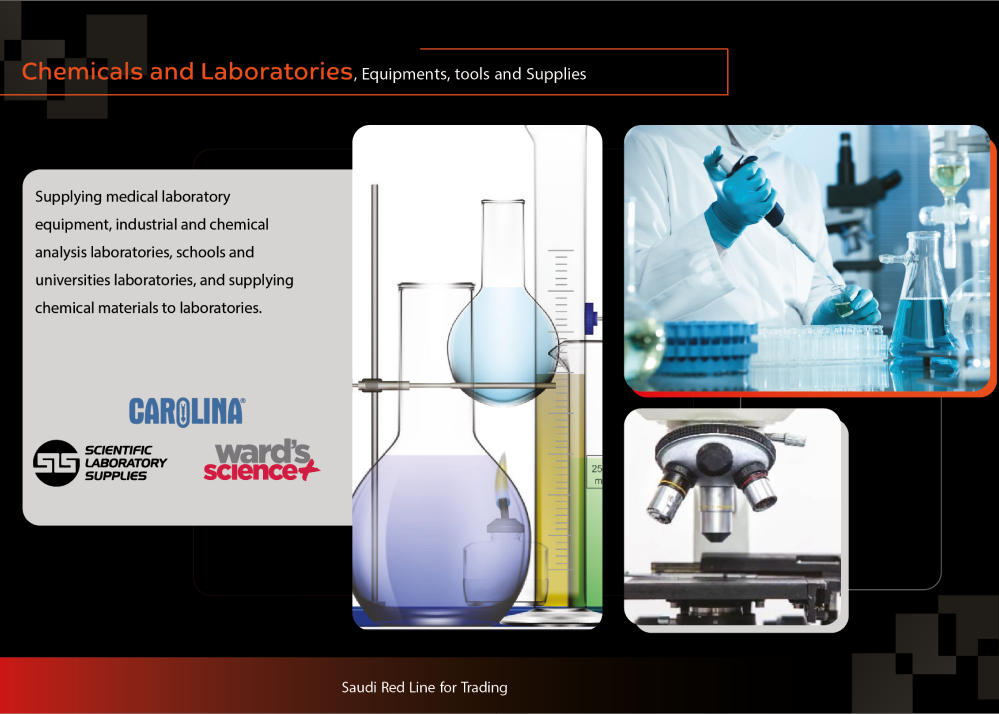 Chemicals and Laboratories, Equipments, tools and Supplies
Supplying medical laboratory
equipment, industrial and chemical
analysis laboratories, schools and
universities laboratories, and supplying
chemical materials to laboratories.
CAROLINA®
SLS SCIENTIFIC
LABORATORY
SUPPLIES
ward's
science+
25
m
Saudi Red Line for Trading